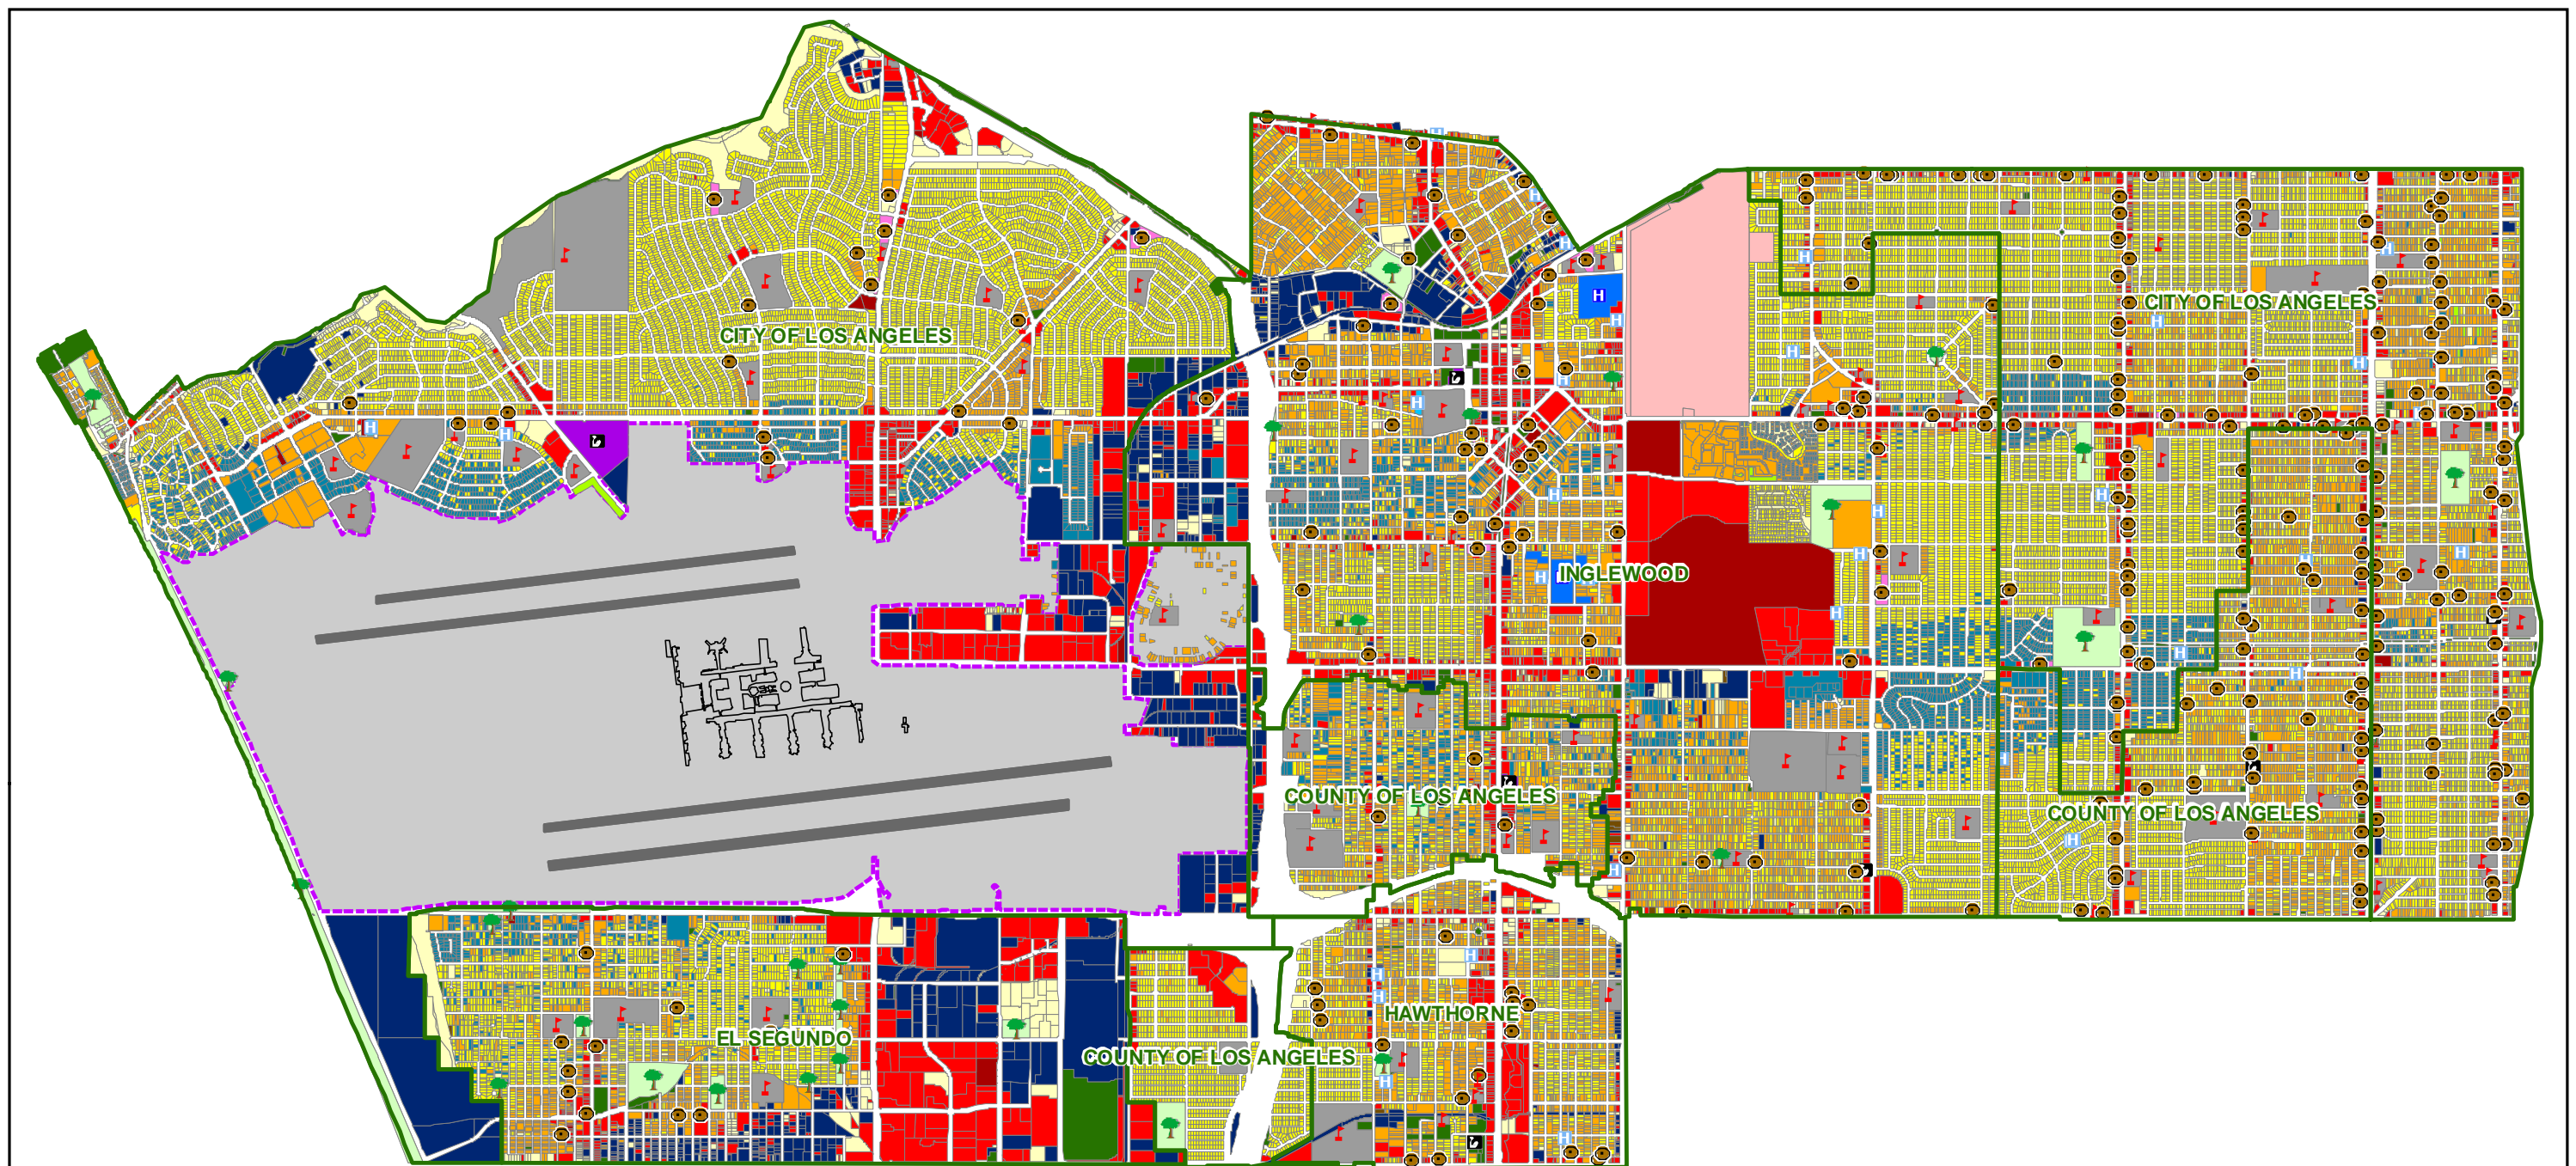 CITY OF LOS ANGELES
CITY OF LOS ANGELES
H
INGLEWOOD
COUNTY OF LOS ANGELES
COUNTY OF LOS ANGELES
HAWTHORNE
EL SEGUNDO
COUNTY OF LOS ANGELES